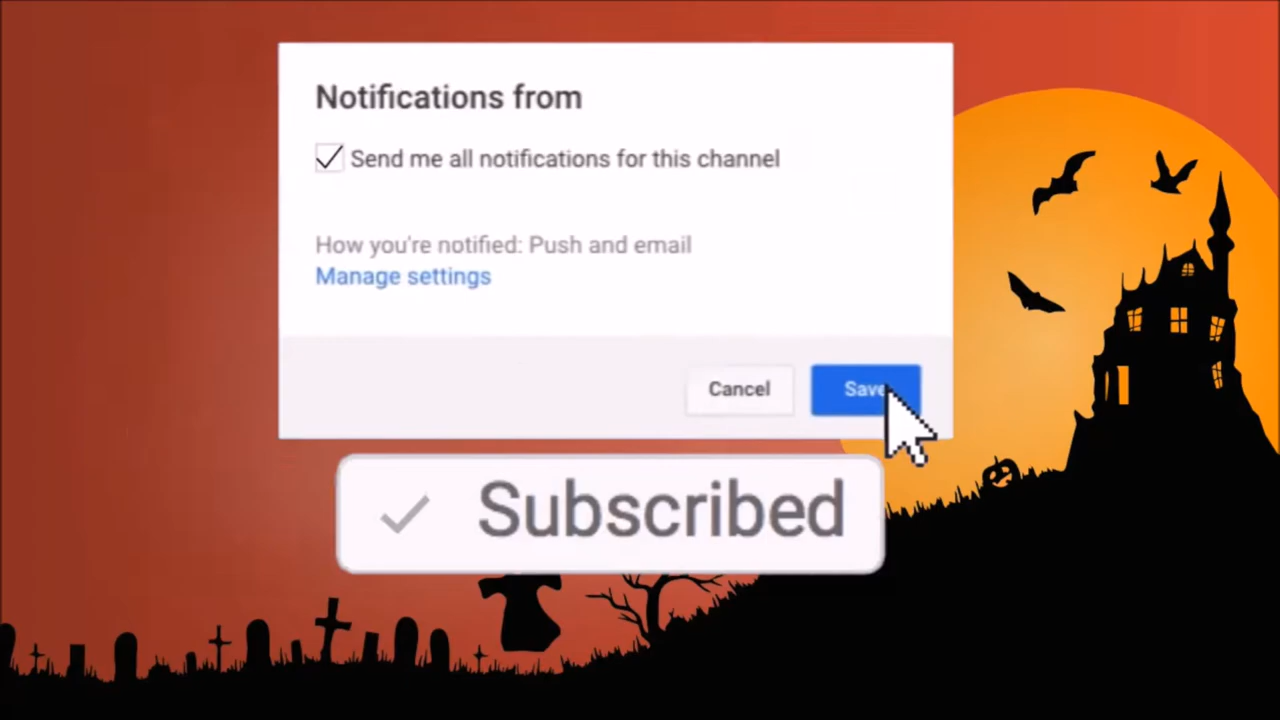 Notifications from
Send me all notifications for this channel
How you're notified: Push and email
Manage settings
Cancel
Save
Subscribed